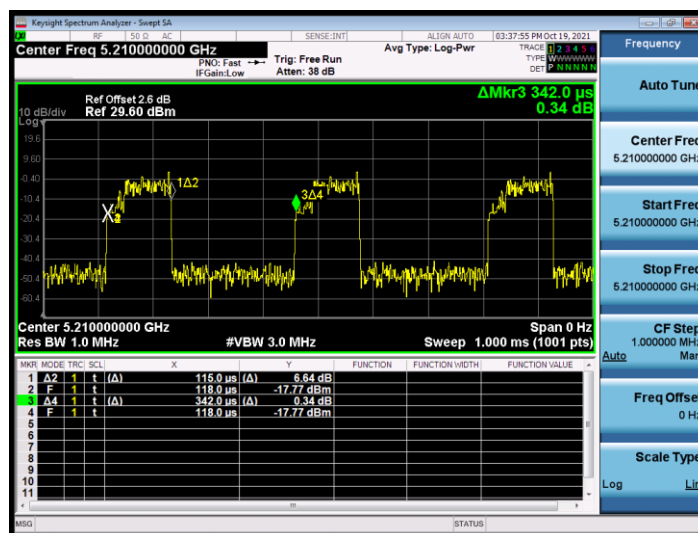 Keysight Spectrum Analyzer - Swept SA
RF 50 Ω AC SENSE:INT ALIGN AUTO 03:37:55 PM Oct 19, 2021
Center Freq 5.210000000 GHz
PNO: Fast
IFGain:Low
Trig: Free Run
Atten: 38 dB
Avg Type: Log-Pwr
TRACE 1 2 3 4 5 6
TYPE WWWWWW
DET P N N N N N
Ref Offset 2.6 dB
10 dB/div Ref 29.60 dBm
Log
ΔMkr3 342.0 µs
0.34 dB
19.6
9.60
-0.40
-10.4
-20.4
-30.4
-40.4
-50.4
-60.4
1Δ2
3Δ4
Center 5.210000000 GHz Span 0 Hz
Res BW 1.0 MHz #VBW 3.0 MHz Sweep 1.000 ms (1001 pts)
MKR MODE TRC SCL X Y FUNCTION FUNCTION WIDTH FUNCTION VALUE
1 Δ2 1 t (Δ) 115.0 µs (Δ) 6.64 dB
2 F 1 t 118.0 µs -17.77 dBm
3 Δ4 1 t (Δ) 342.0 µs (Δ) 0.34 dB
4 F 1 t 118.0 µs -17.77 dBm
5
6
7
8
9
10
11
MSG STATUS
Frequency
Auto Tune
Center Freq
5.210000000 GHz
Start Freq
5.210000000 GHz
Stop Freq
5.210000000 GHz
CF Step
1.000000 MHz
Auto Man
Freq Offset
0 Hz
Scale Type
Log Lin